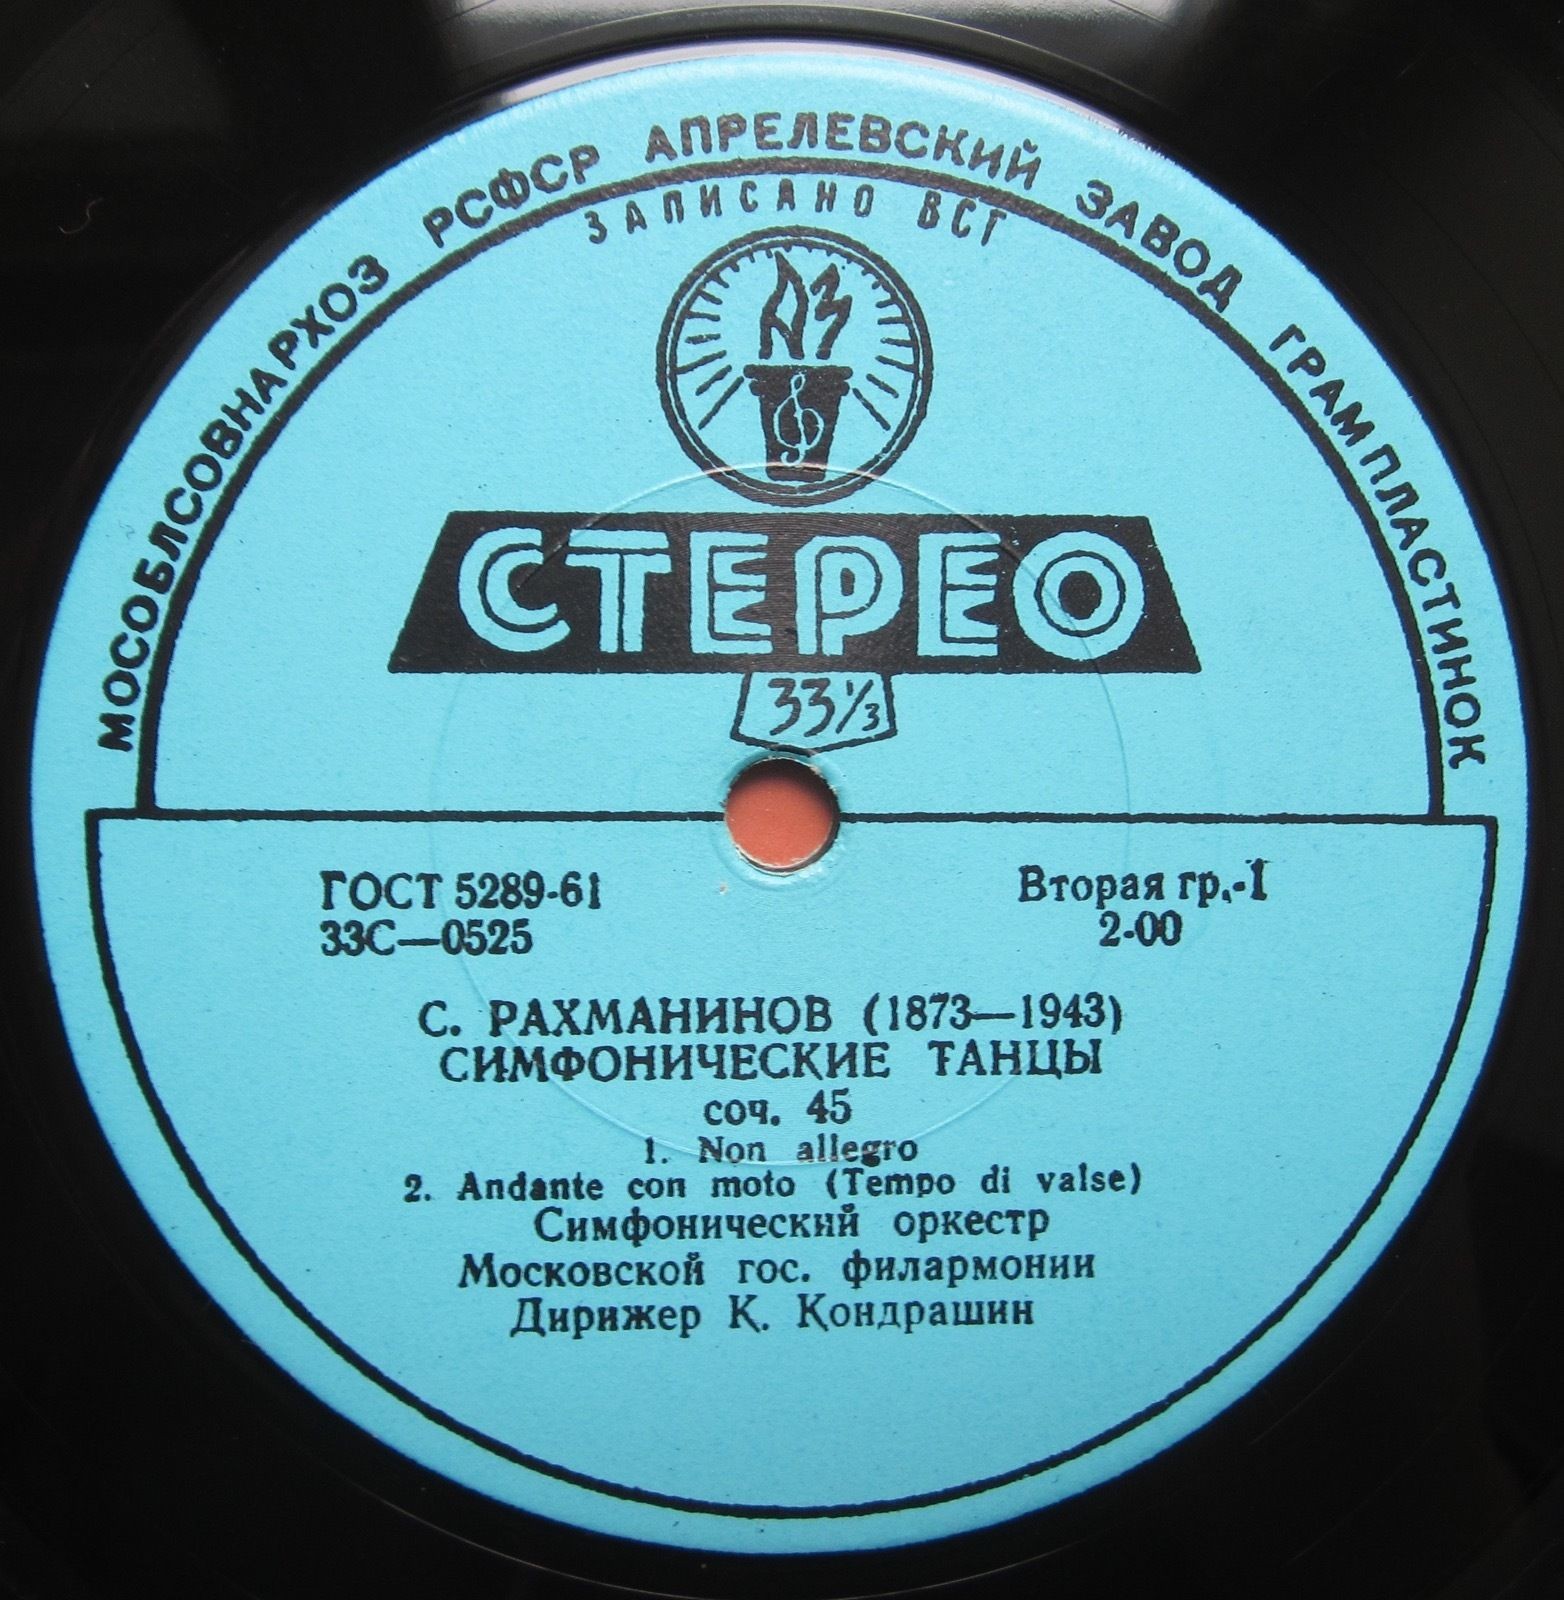 МОСОБЛСОВНАРХОЗ РСФСР АПРЕЛЕВСКИЙ ЗАВОД ГРАМПЛАСТИНОК
ЗАПИСАНО ВСГ
АЗ
СТЕРЕО
33⅓
ГОСТ 5289-61
33С—0525
Вторая гр.-1
2-00
С. РАХМАНИНОВ (1873—1943)
СИМФОНИЧЕСКИЕ ТАНЦЫ
соч. 45
1. Non allegro
2. Andante con moto (Tempo di valse)
Симфонический оркестр
Московской гос. филармонии
Дирижер К. Кондрашин